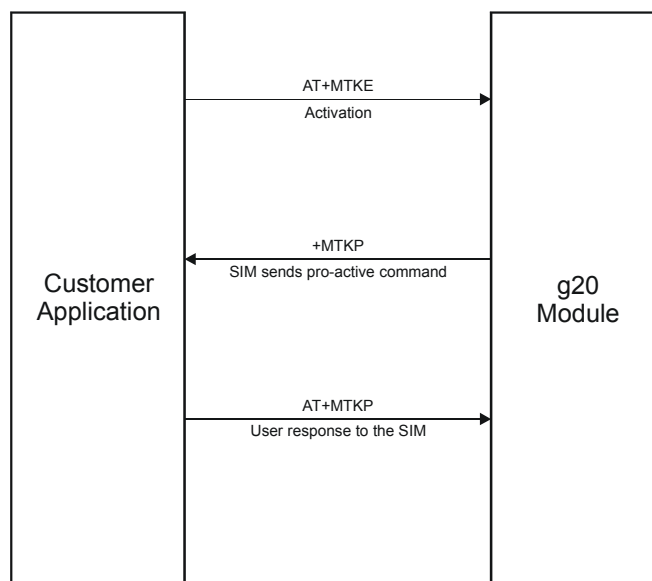 AT+MTKE
Activation
+MTKP
SIM sends pro-active command
Customer
Application
g20
Module
AT+MTKP
User response to the SIM